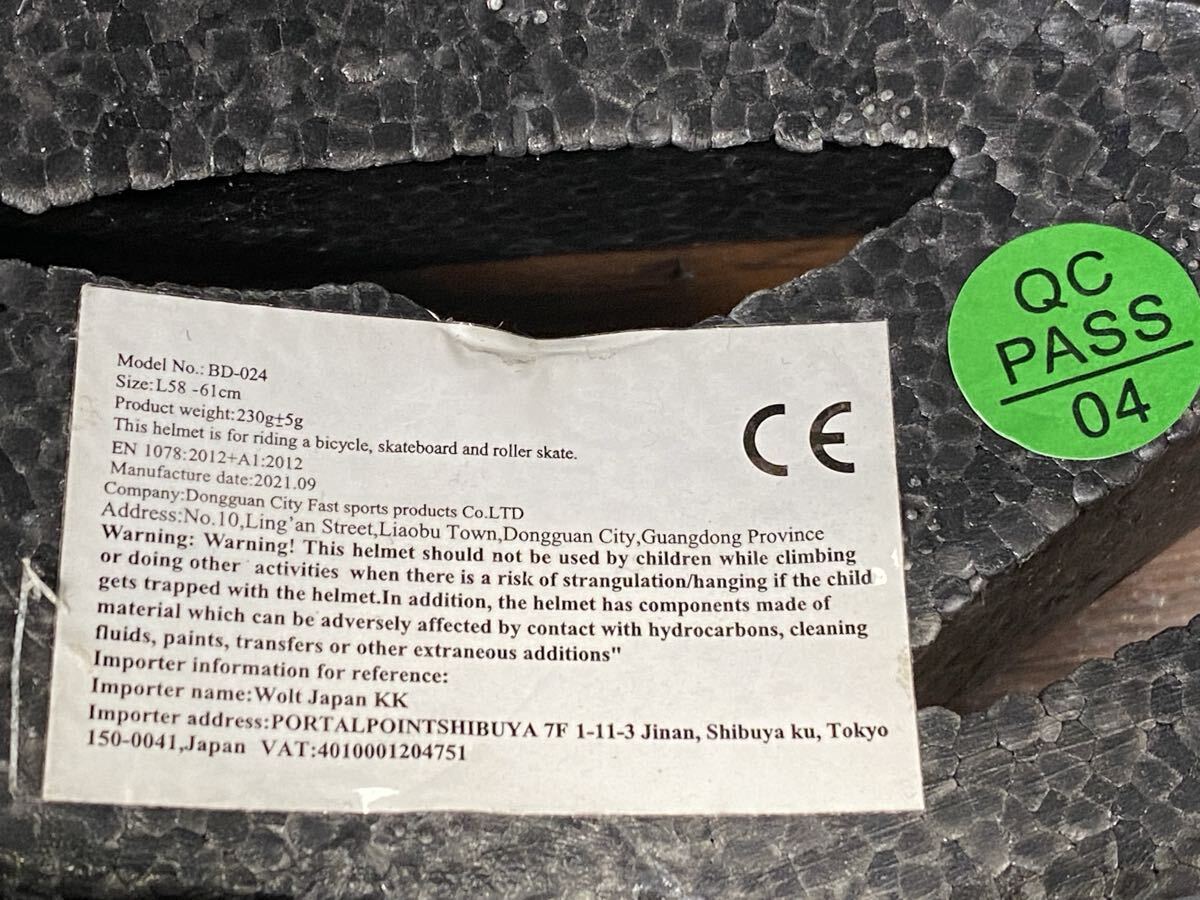 Model No.: BD-024
Size:L58 -61cm
Product weight:230g±5g
This helmet is for riding a bicycle, skateboard and roller skate.
EN 1078:2012+A1:2012
Manufacture date:2021.09
Company:Dongguan City Fast sports products Co.LTD
Address:No.10,Ling'an Street,Liaobu Town,Dongguan City,Guangdong Province
Warning: Warning! This helmet should not be used by children while climbing
or doing other activities when there is a risk of strangulation/hanging if the child
gets trapped with the helmet.In addition, the helmet has components made of
material which can be adversely affected by contact with hydrocarbons, cleaning
fluids, paints, transfers or other extraneous additions"
Importer information for reference:
Importer name:Wolt Japan KK
Importer address:PORTALPOINTSHIBUYA 7F 1-11-3 Jinan, Shibuya ku, Tokyo
150-0041,Japan VAT:4010001204751
CE
QC
PASS
04